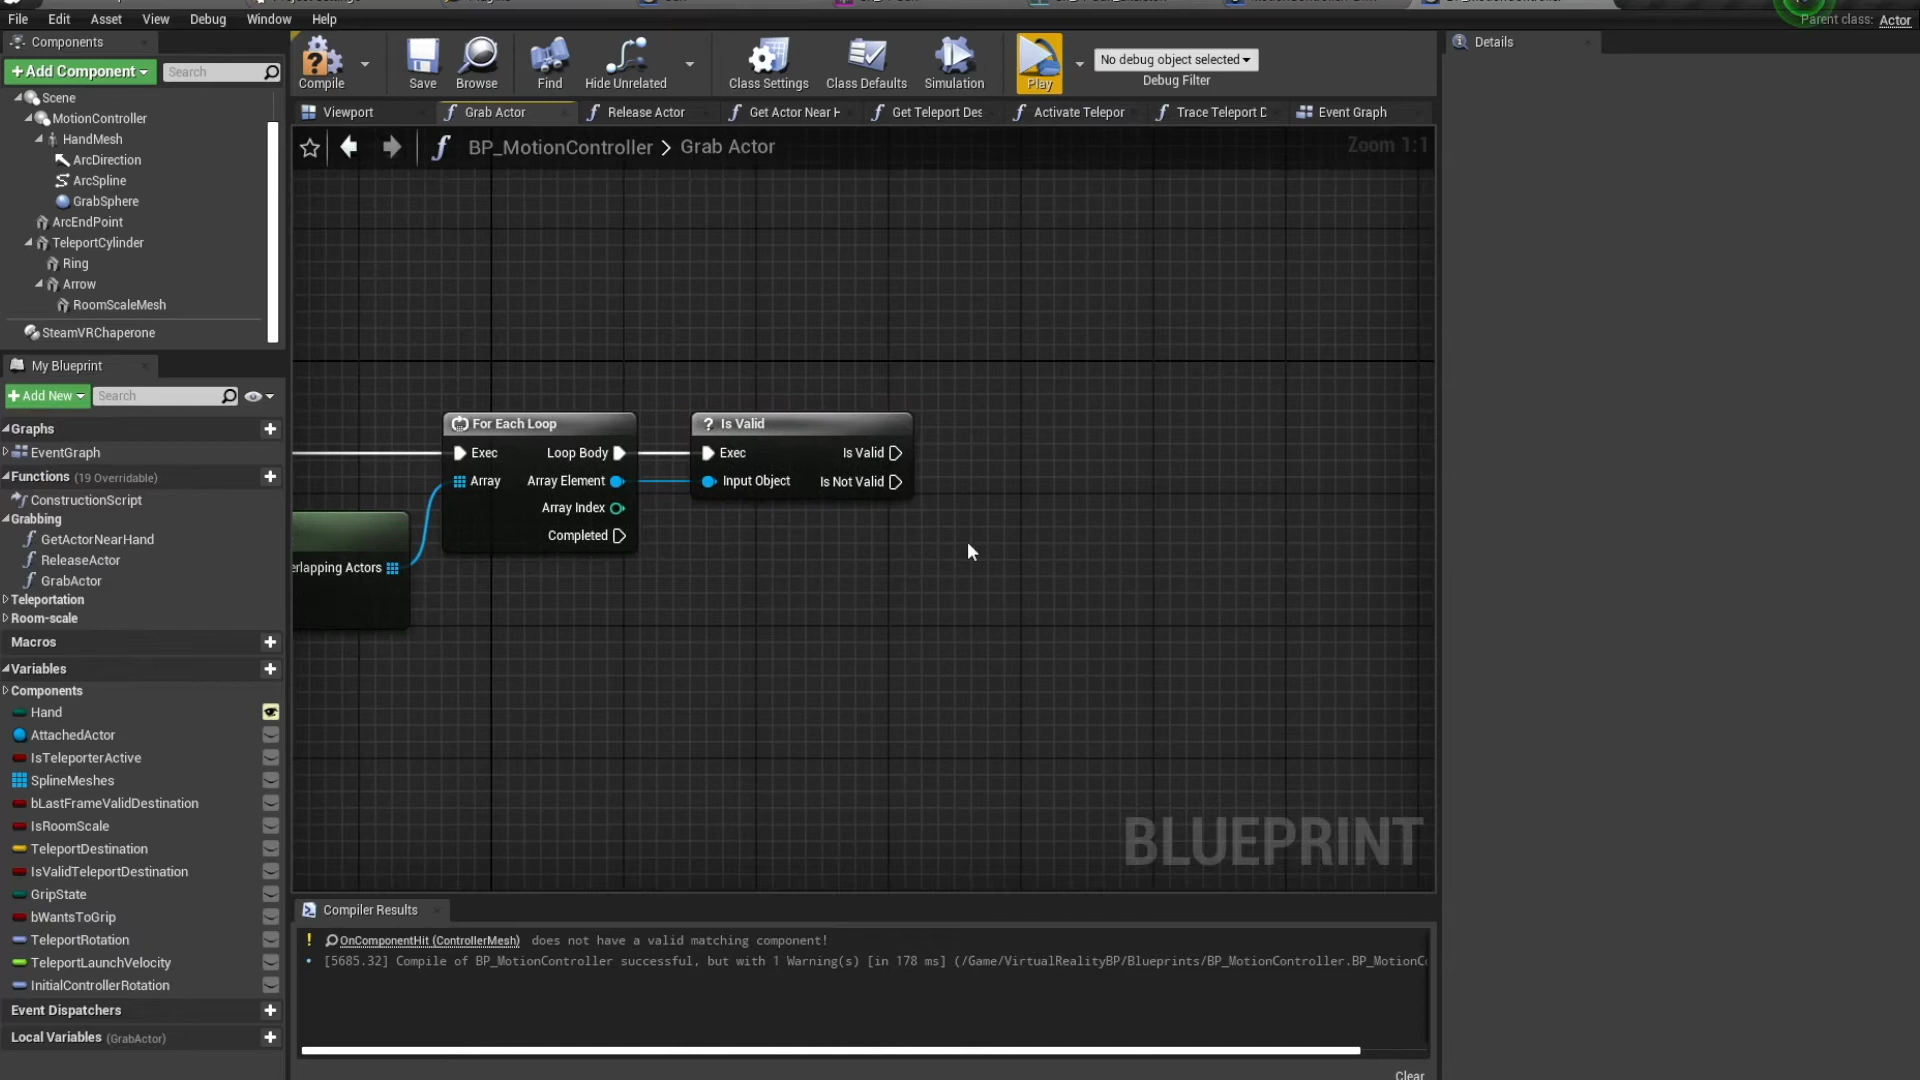 File Edit Asset View Debug Window Help
Parent class: Actor
Components
+Add Component Search
Scene
MotionController
HandMesh
ArcDirection
ArcSpline
GrabSphere
ArcEndPoint
TeleportCylinder
Ring
Arrow
RoomScaleMesh
SteamVRChaperone
My Blueprint
+Add New Search
Graphs
EventGraph
Functions (19 Overridable)
ConstructionScript
Grabbing
GetActorNearHand
ReleaseActor
GrabActor
Teleportation
Room-scale
Macros
Variables
Components
Hand
AttachedActor
IsTeleporterActive
SplineMeshes
bLastFrameValidDestination
IsRoomScale
TeleportDestination
IsValidTeleportDestination
GripState
bWantsToGrip
TeleportRotation
TeleportLaunchVelocity
InitialControllerRotation
Event Dispatchers
Local Variables (GrabActor)
Compile Save Browse Find Hide Unrelated Class Settings Class Defaults Simulation Play
No debug object selected
Debug Filter
Viewport Grab Actor Release Actor Get Actor Near H Get Teleport Des Activate Telepor Trace Teleport D Event Graph
BP_MotionController > Grab Actor
Zoom 1:1
For Each Loop
Exec Loop Body
Array Array Element
Array Index
Completed
Is Valid
Exec Is Valid
Input Object Is Not Valid
erlapping Actors
BLUEPRINT
Compiler Results
OnComponentHit (ControllerMesh) does not have a valid matching component!
[5685.32] Compile of BP_MotionController successful, but with 1 Warning(s) [in 178 ms] (/Game/VirtualRealityBP/Blueprints/BP_MotionController.BP_MotionC
Clear
Details